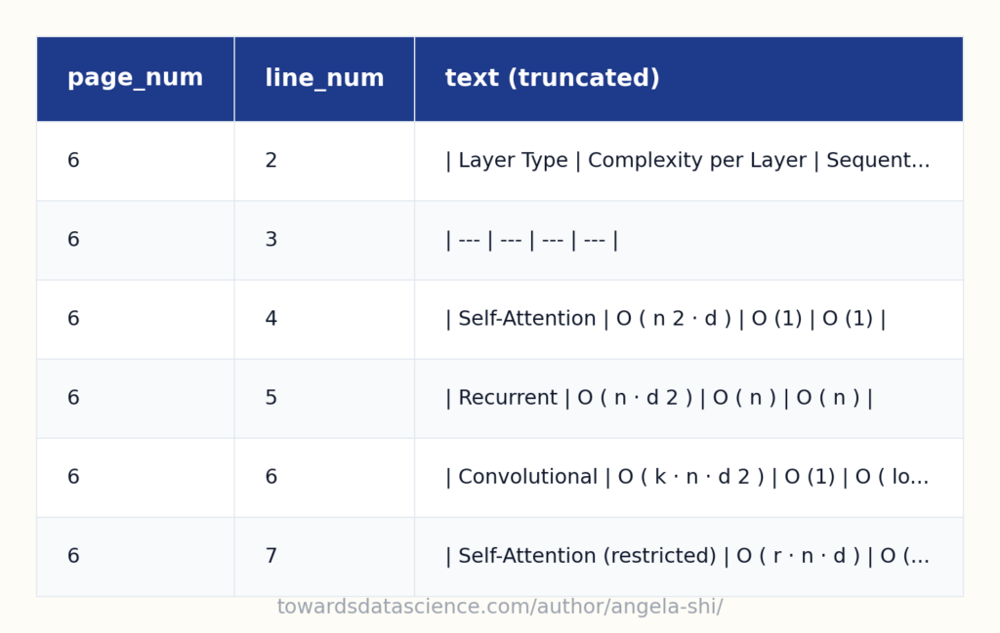 page_num line_num text (truncated)
6 2 | Layer Type | Complexity per Layer | Sequent...
6 3 | --- | --- | --- | --- |
6 4 | Self-Attention | O ( n 2 · d ) | O (1) | O (1) |
6 5 | Recurrent | O ( n · d 2 ) | O ( n ) | O ( n ) |
6 6 | Convolutional | O ( k · n · d 2 ) | O (1) | O ( lo...
6 7 | Self-Attention (restricted) | O ( r · n · d ) | O (...
towardsdatascience.com/author/angela-shi/